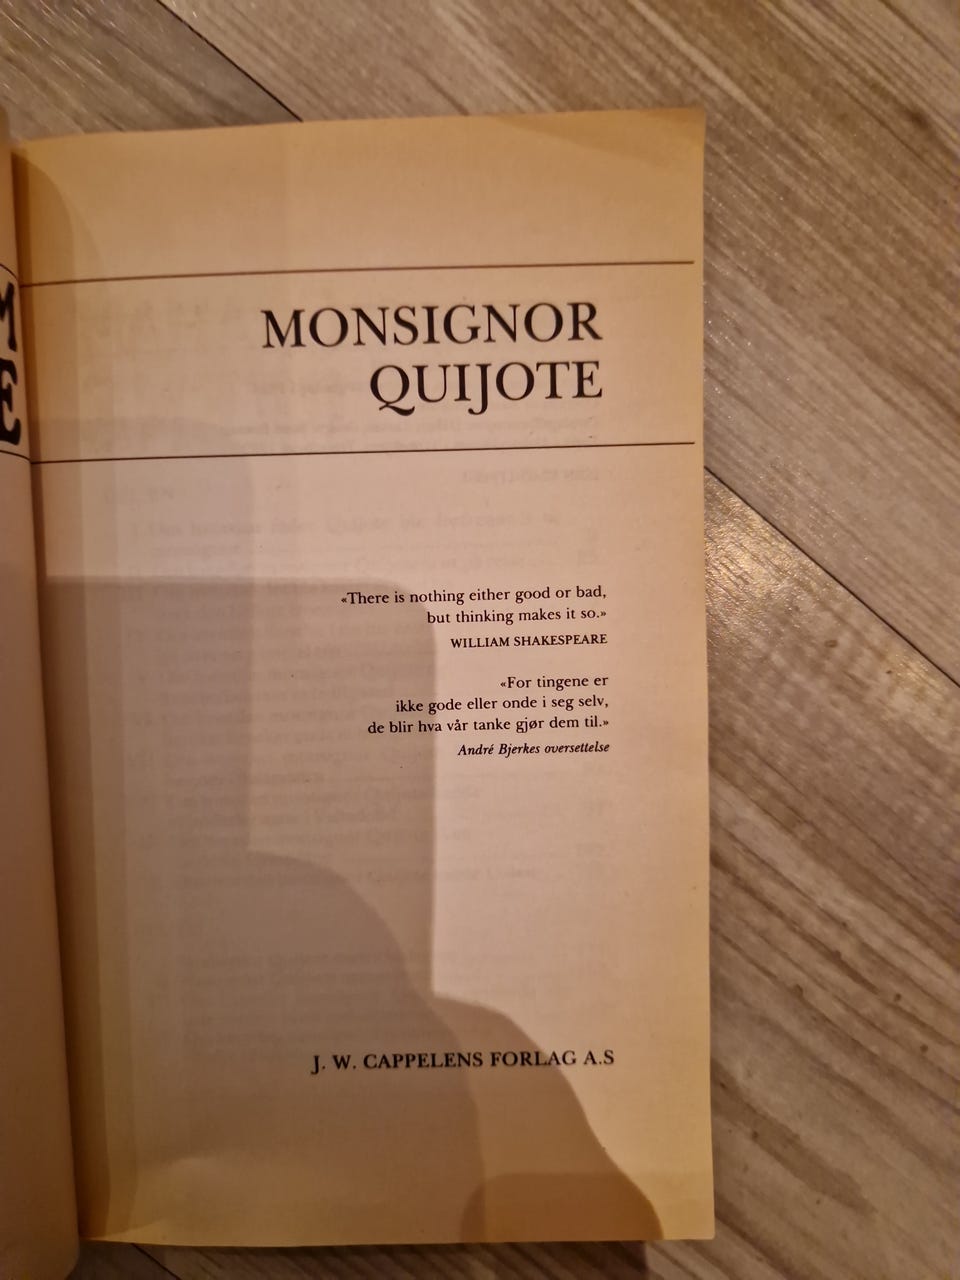 M
E
MONSIGNOR
QUIJOTE
«There is nothing either good or bad,
but thinking makes it so.»
WILLIAM SHAKESPEARE
«For tingene er
ikke gode eller onde i seg selv,
de blir hva vår tanke gjør dem til.»
André Bjerkes oversettelse
J. W. CAPPELENS FORLAG A.S